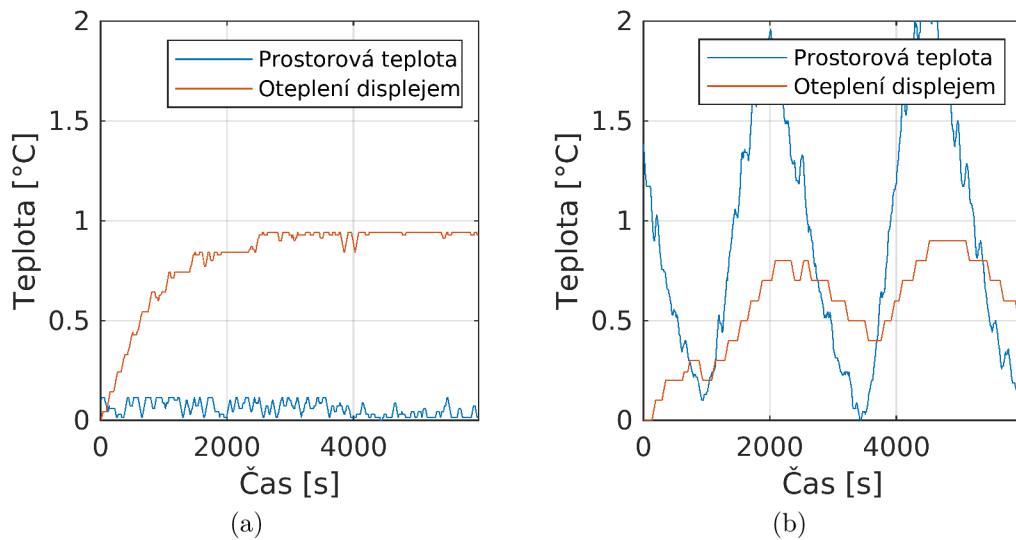 2
1.5
1
0.5
0
Teplota [°C]
Prostorová teplota
Oteplení displejem
0 2000 4000
Čas [s]
(a)
2
1.5
1
0.5
0
Teplota [°C]
Prostorová teplota
Oteplení displejem
0 2000 4000
Čas [s]
(b)